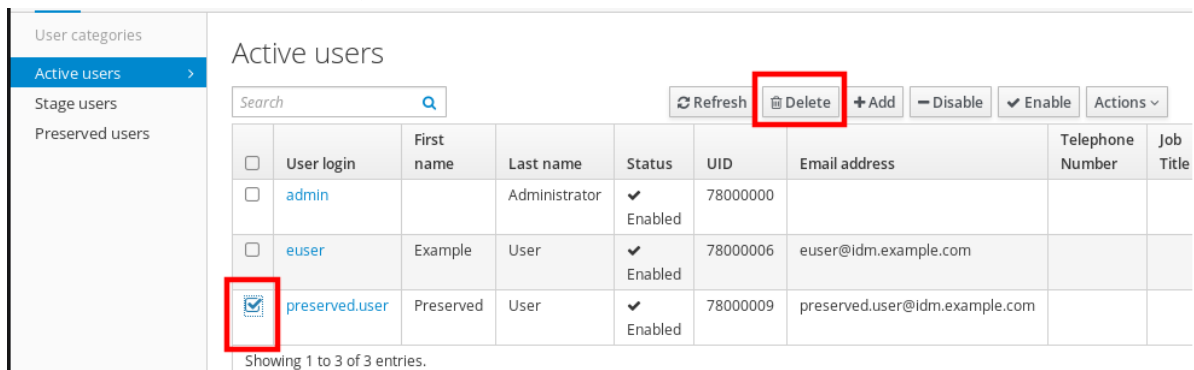 User categories
Active users
Stage users
Preserved users
Active users
Search
Refresh Delete Add Disable Enable Actions
User login First name Last name Status UID Email address Telephone Number Job Title
admin Administrator Enabled 78000000
euser Example User Enabled 78000006 euser@idm.example.com
preserved.user Preserved User Enabled 78000009 preserved.user@idm.example.com
Showing 1 to 3 of 3 entries.